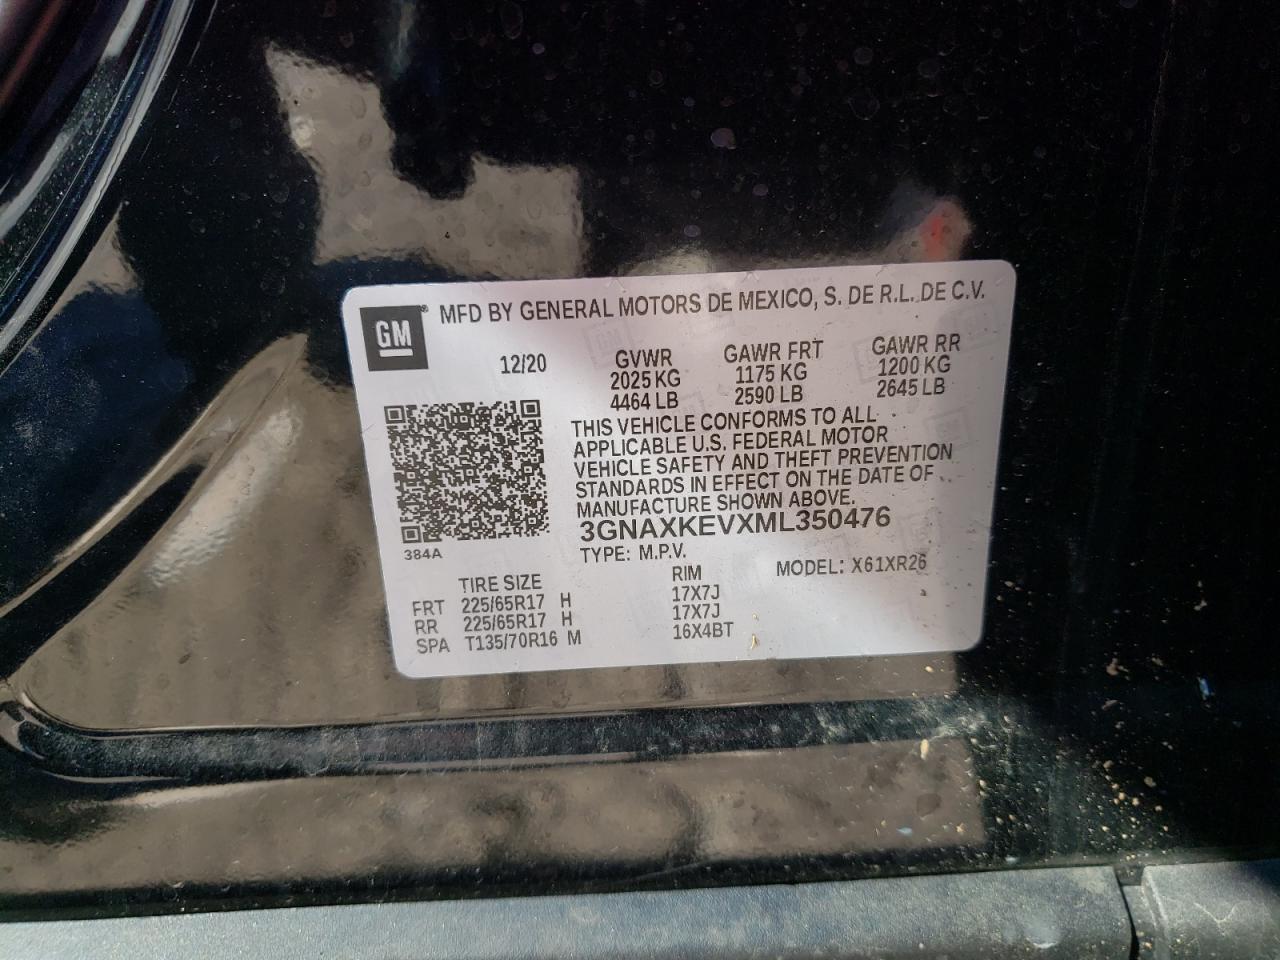 GM ® MFD BY GENERAL MOTORS DE MEXICO, S. DE R.L. DE C.V.
12/20
GVWR GAWR FRT GAWR RR
2025 KG 1175 KG 1200 KG
4464 LB 2590 LB 2645 LB
THIS VEHICLE CONFORMS TO ALL
APPLICABLE U.S. FEDERAL MOTOR
VEHICLE SAFETY AND THEFT PREVENTION
STANDARDS IN EFFECT ON THE DATE OF
MANUFACTURE SHOWN ABOVE.
3GNAXKEVXML350476
384A
TYPE: M.P.V. MODEL: X61XR26
TIRE SIZE RIM
FRT 225/65R17 H 17X7J
RR 225/65R17 H 17X7J
SPA T135/70R16 M 16X4BT